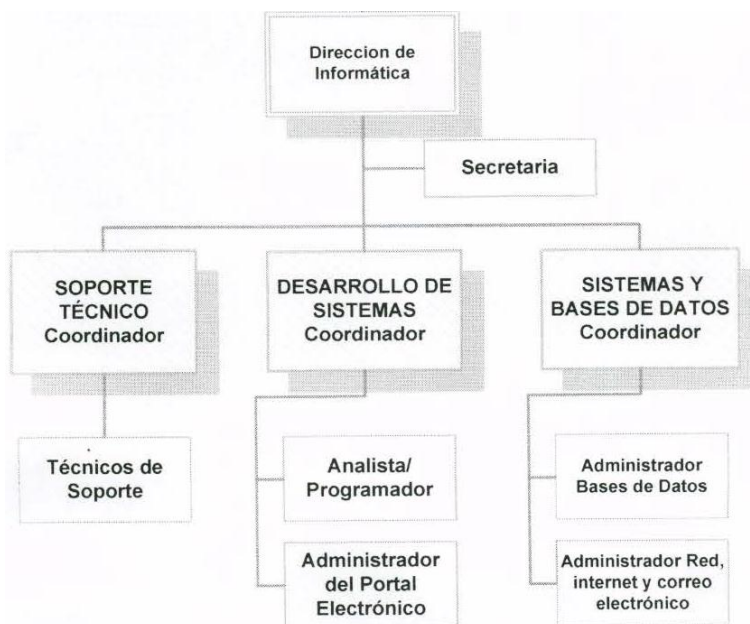 Direccion de
Informática
Secretaria
SOPORTE
TÉCNICO
Coordinador
DESARROLLO DE
SISTEMAS
Coordinador
SISTEMAS Y
BASES DE DATOS
Coordinador
Técnicos de
Soporte
Analista/
Programador
Administrador
Bases de Datos
Administrador
del Portal
Electrónico
Administrador Red,
internet y correo
electrónico